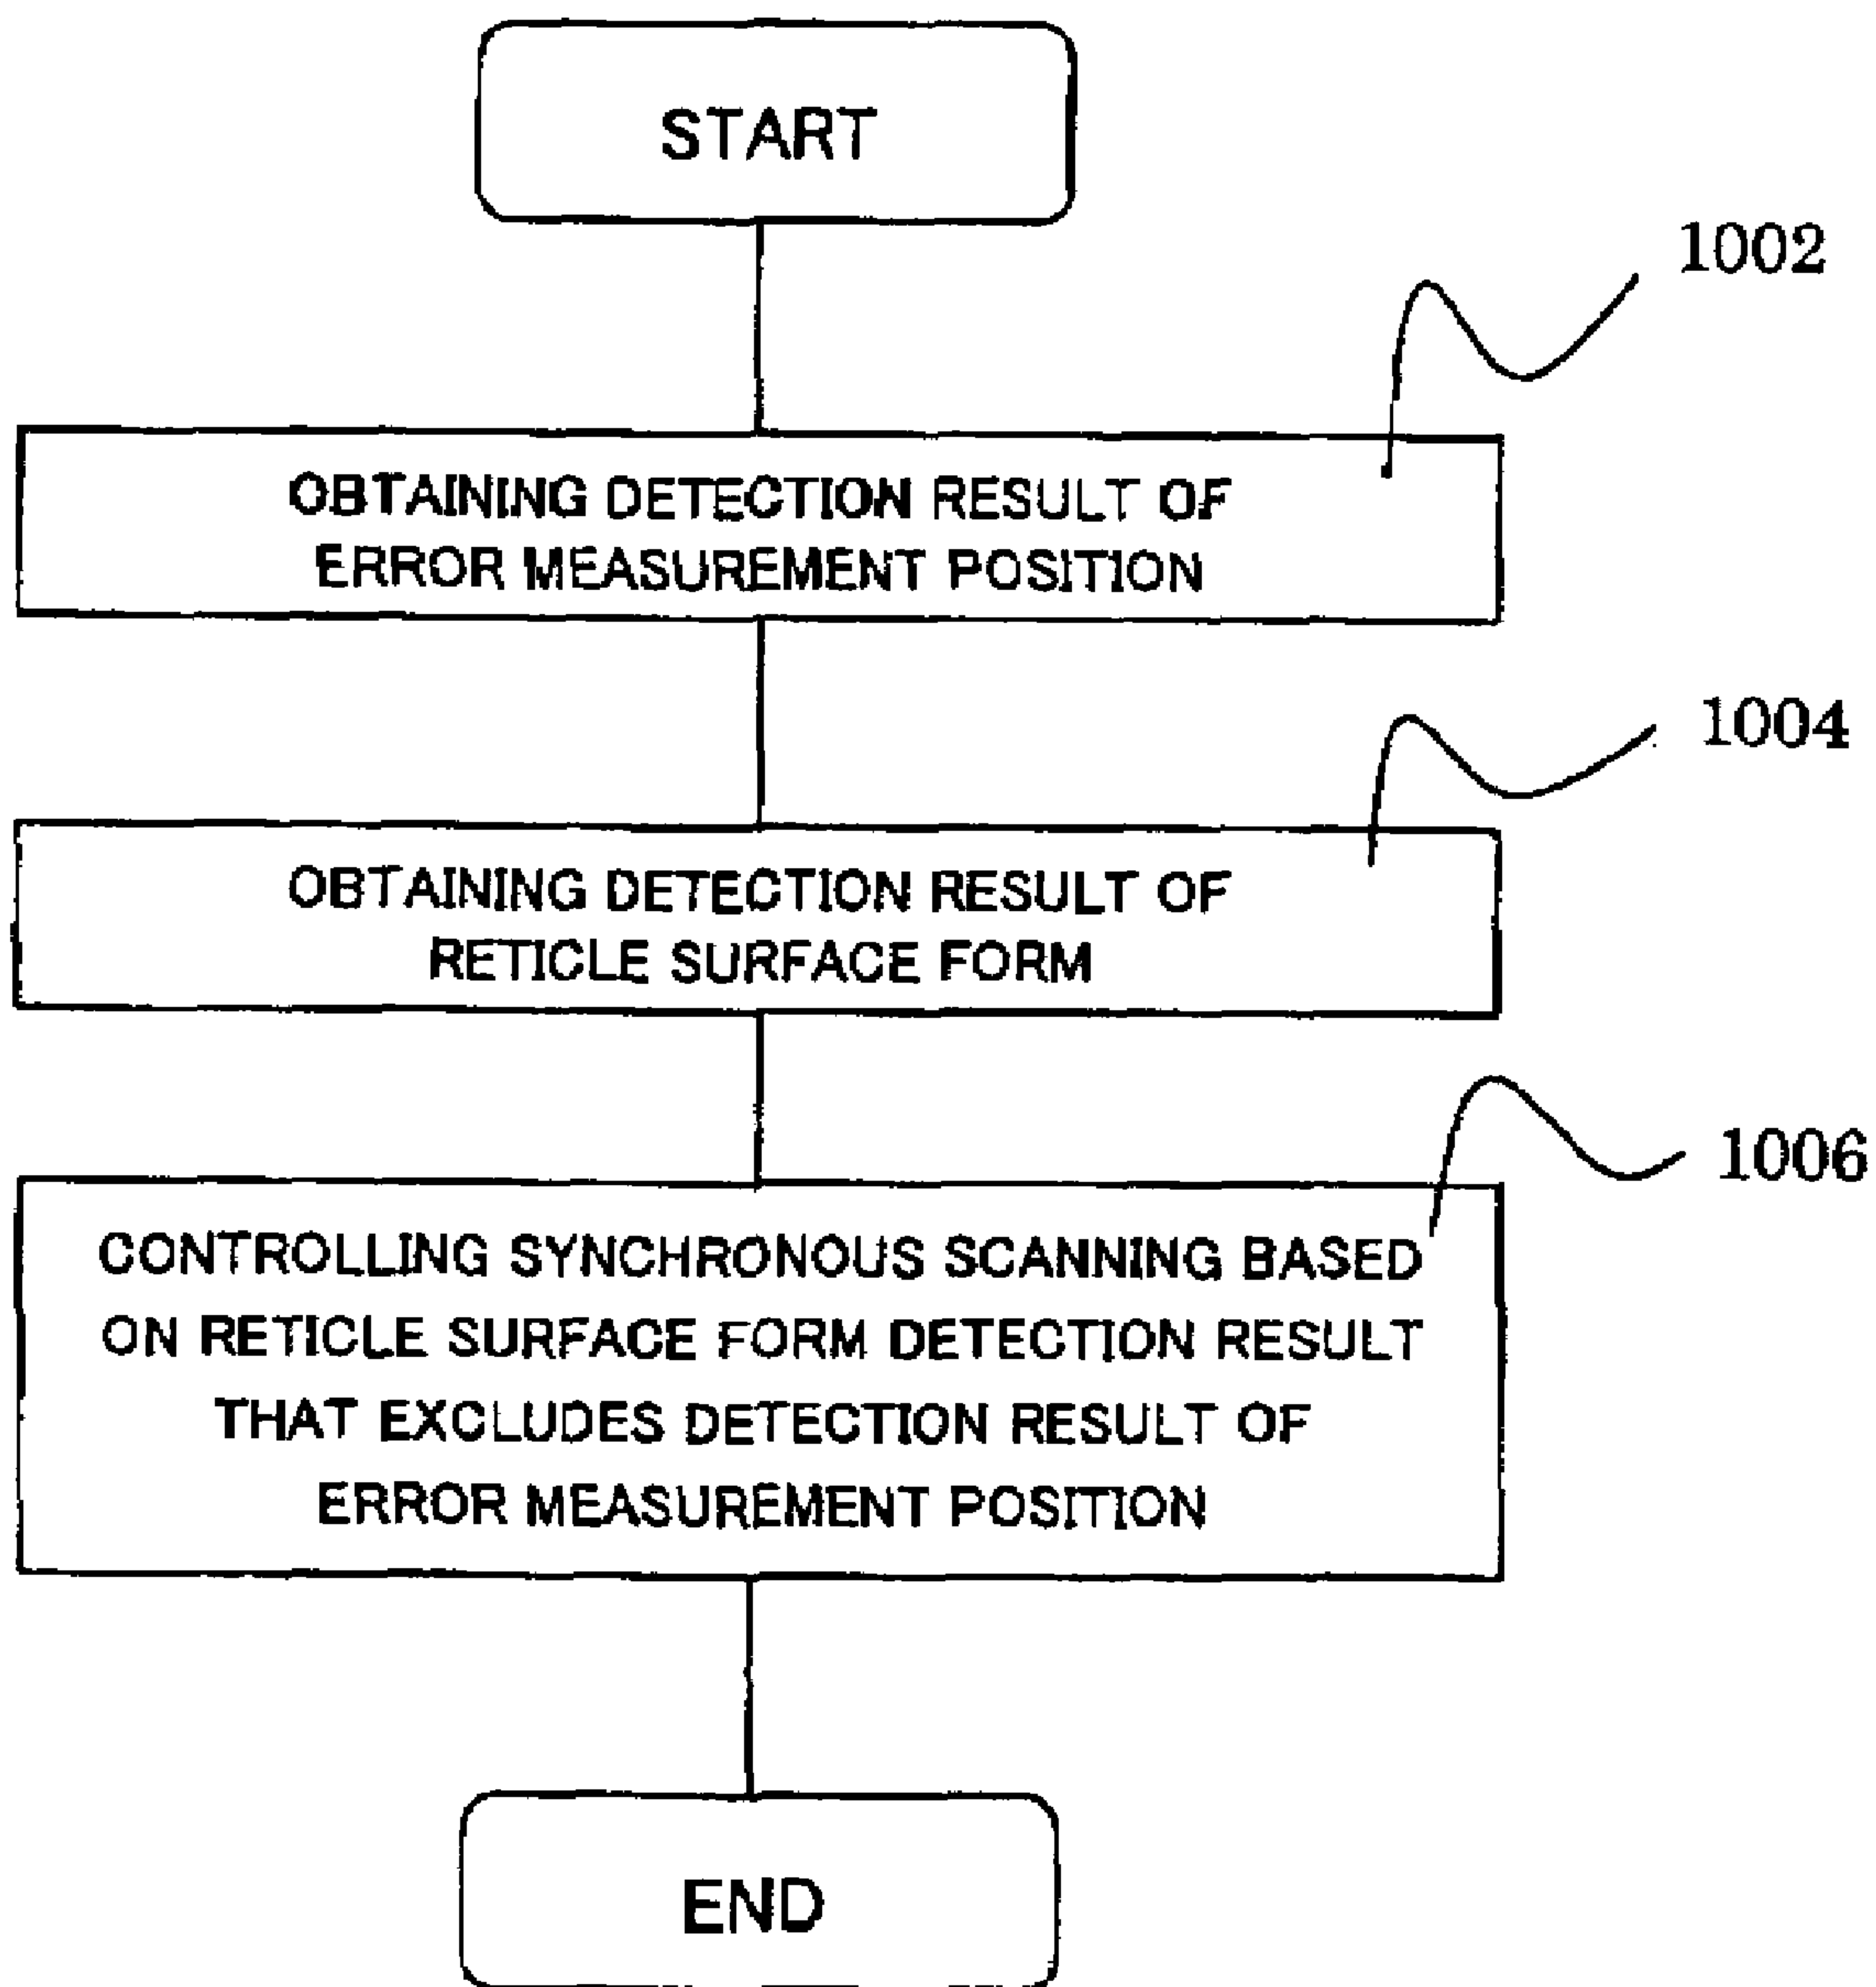 START
1002
OBTAINING DETECTION RESULT OF
ERROR MEASUREMENT POSITION
1004
OBTAINING DETECTION RESULT OF
RETICLE SURFACE FORM
1006
CONTROLLING SYNCHRONOUS SCANNING BASED
ON RETICLE SURFACE FORM DETECTION RESULT
THAT EXCLUDES DETECTION RESULT OF
ERROR MEASUREMENT POSITION
END